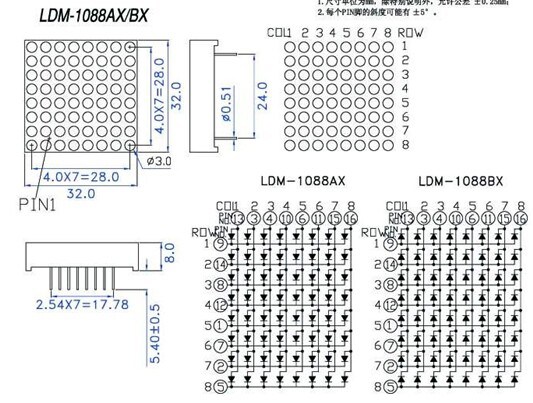 1.尺寸单位为mm, 除特别说明外, 允许公差 ±0.25mm;
2.每个PIN脚的斜度可能有 ±5°。
LDM-1088AX/BX
COL 1 2 3 4 5 6 7 8 ROW
1
2
3
4
5
6
7
8
4.0X7=28.0
32.0
Ø0.51
24.0
Ø3.0
4.0X7=28.0
32.0
PIN1
8.0
2.54X7=17.78
5.40±0.5
LDM-1088AX
COL 1 2 3 4 5 6 7 8
PIN NO. 13 3 4 10 6 11 15 16
ROW PIN NO.
1 9
2 14
3 8
4 12
5 1
6 7
7 2
8 5
LDM-1088BX
COL 1 2 3 4 5 6 7 8
PIN NO. 13 3 4 10 6 11 15 16
ROW PIN NO.
1 9
2 14
3 8
4 12
5 1
6 7
7 2
8 5